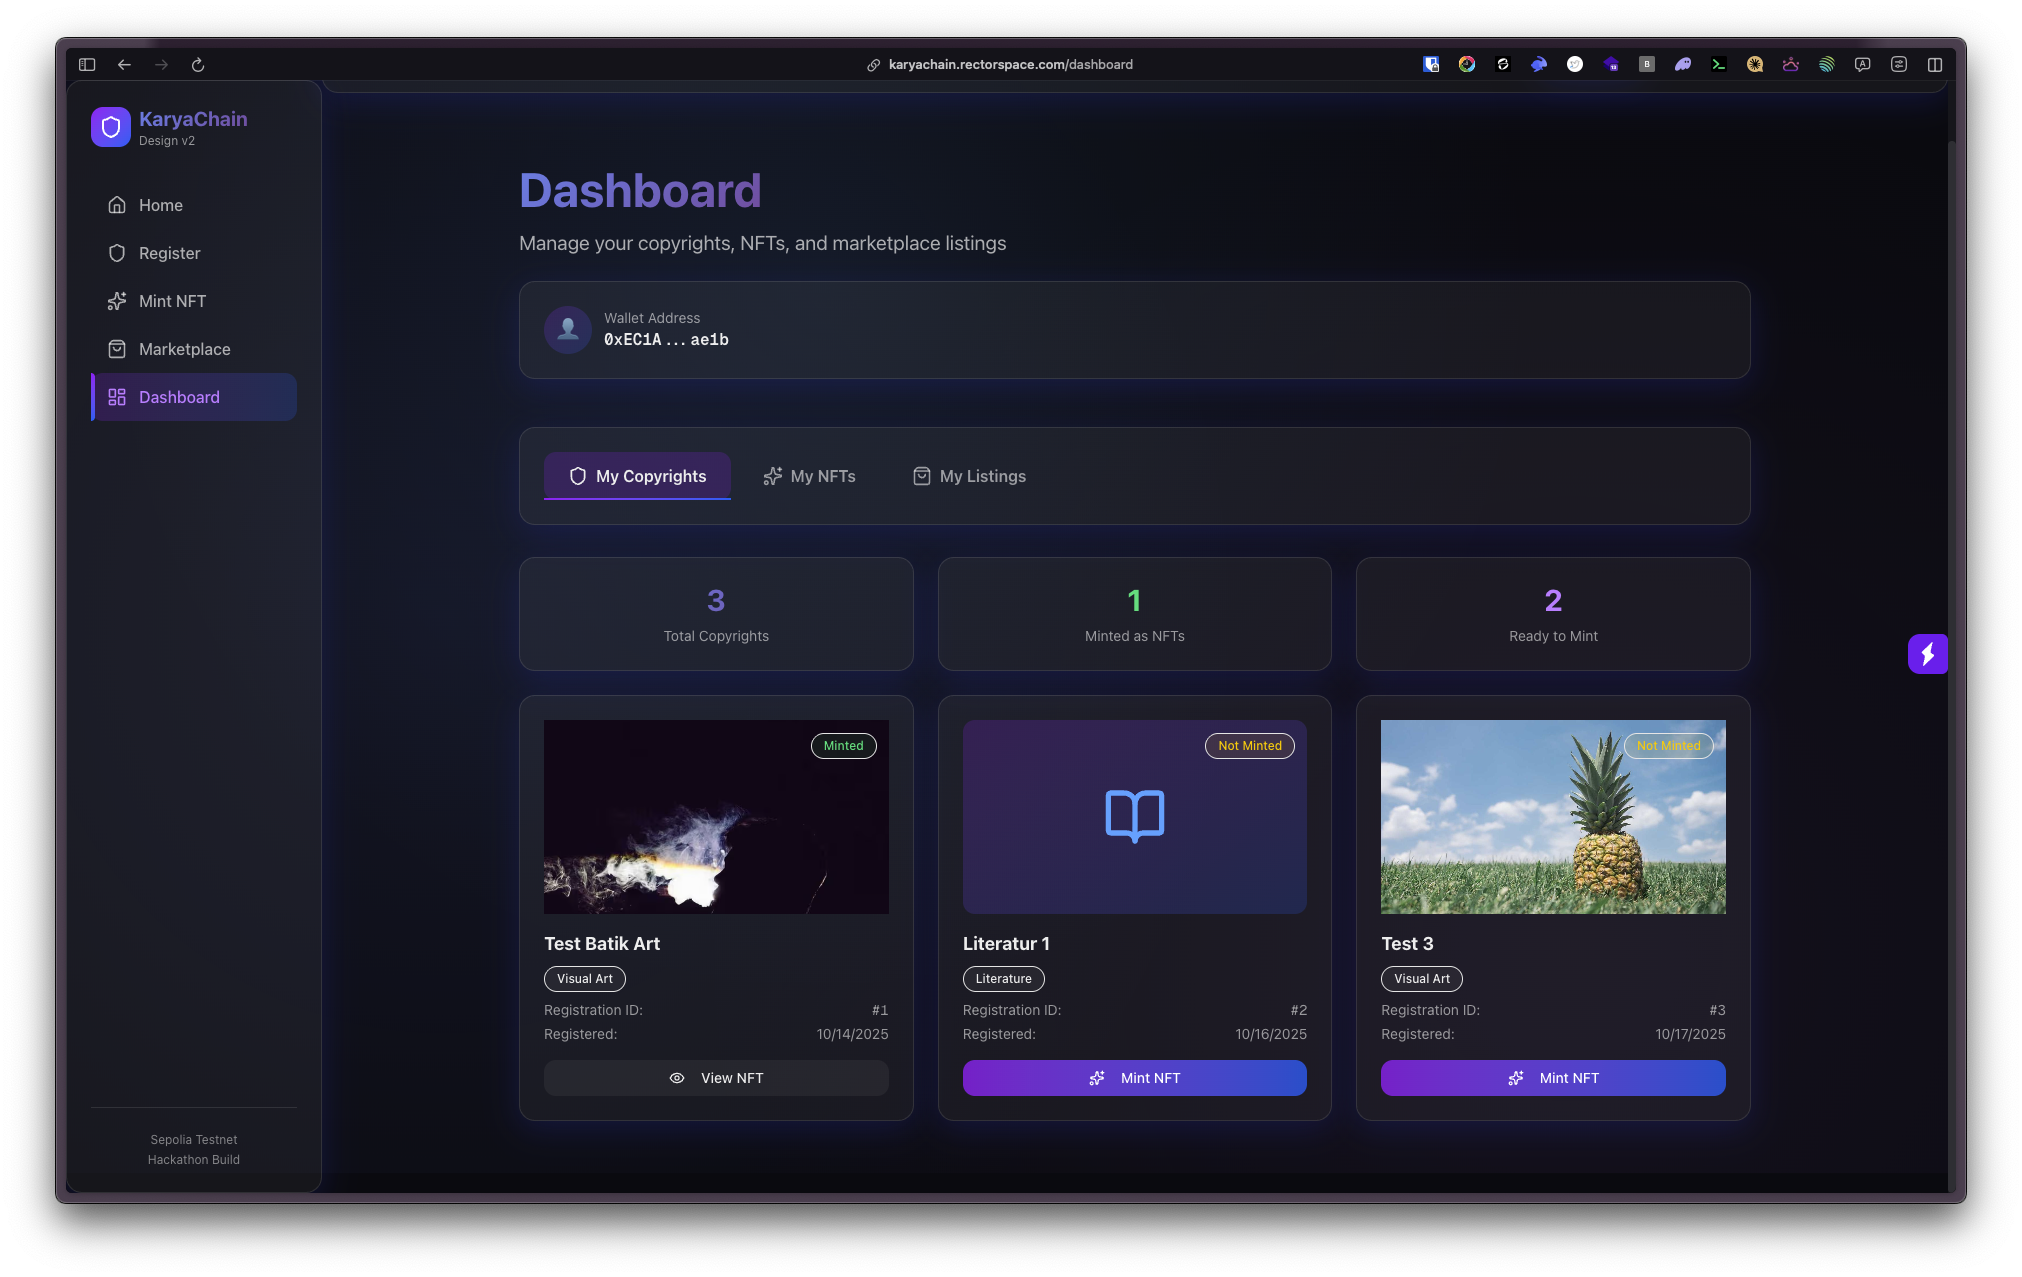 karyachain.rectorspace.com/dashboard
KaryaChain
Design v2
Home
Register
Mint NFT
Marketplace
Dashboard
Sepolia Testnet
Hackathon Build
Dashboard
Manage your copyrights, NFTs, and marketplace listings
Wallet Address
0xEC1A...ae1b
My Copyrights
My NFTs
My Listings
3
Total Copyrights
1
Minted as NFTs
2
Ready to Mint
Minted
Test Batik Art
Visual Art
Registration ID: #1
Registered: 10/14/2025
View NFT
Not Minted
Literatur 1
Literature
Registration ID: #2
Registered: 10/16/2025
Mint NFT
Not Minted
Test 3
Visual Art
Registration ID: #3
Registered: 10/17/2025
Mint NFT